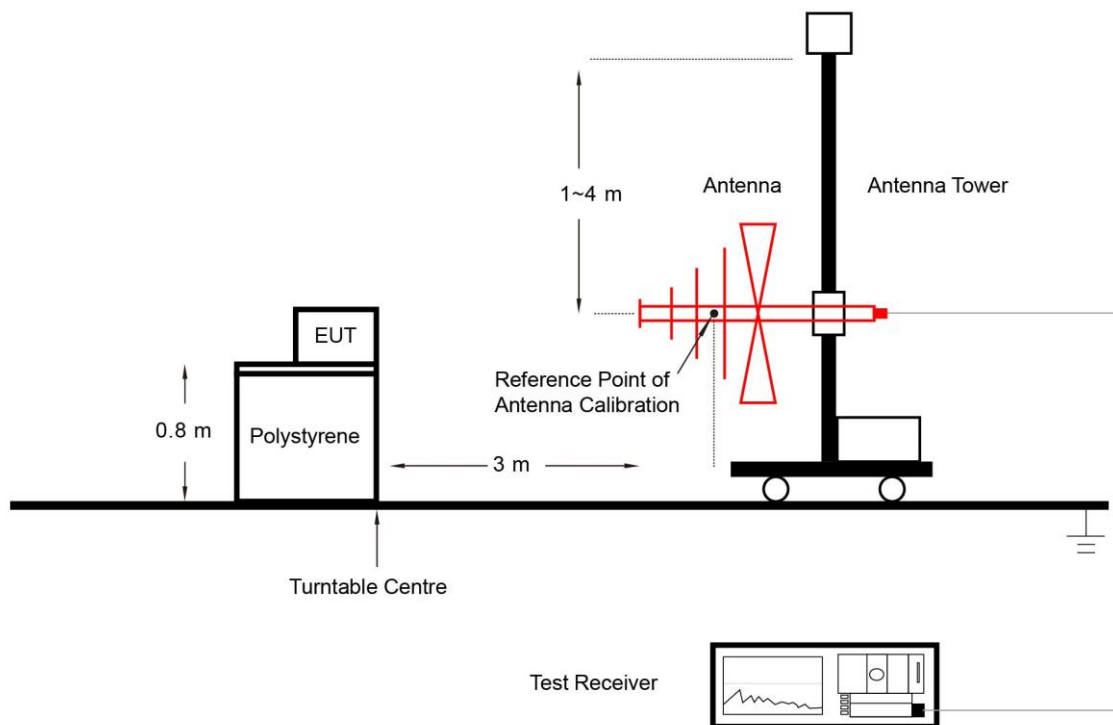 1~4 m
Antenna
Antenna Tower
EUT
Reference Point of
Antenna Calibration
0.8 m
Polystyrene
3 m
Turntable Centre
Test Receiver